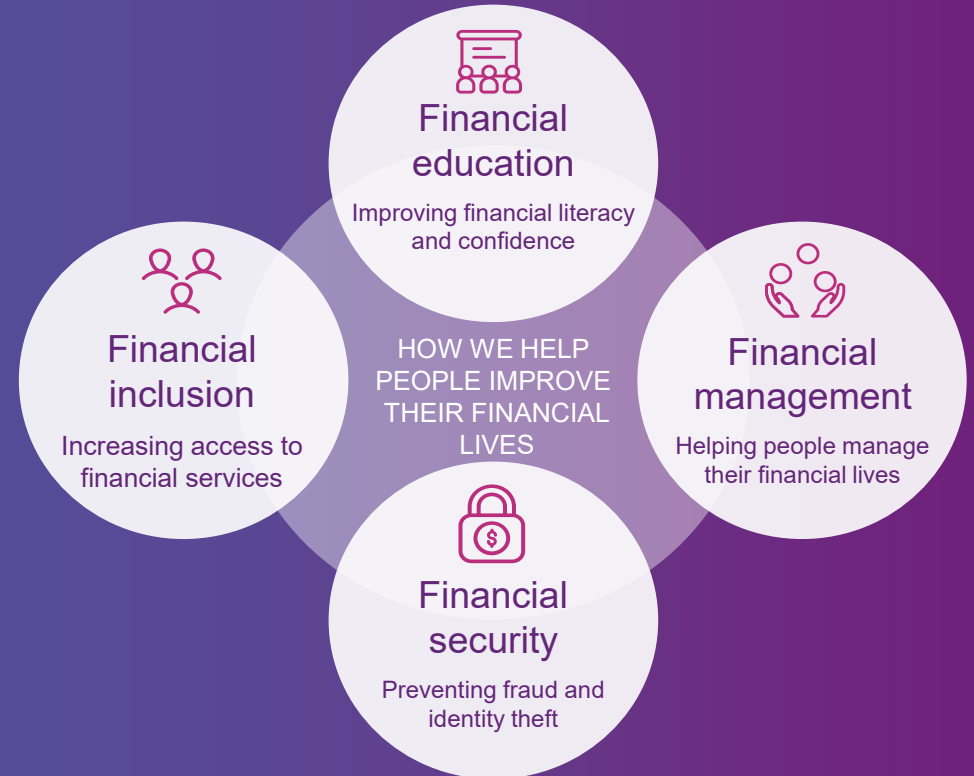 Financial
education
Improving financial literacy
and confidence
Financial
inclusion
Increasing access to
financial services
HOW WE HELP
PEOPLE IMPROVE
THEIR FINANCIAL
LIVES
Financial
management
Helping people manage
their financial lives
$
Financial
security
Preventing fraud and
identity theft